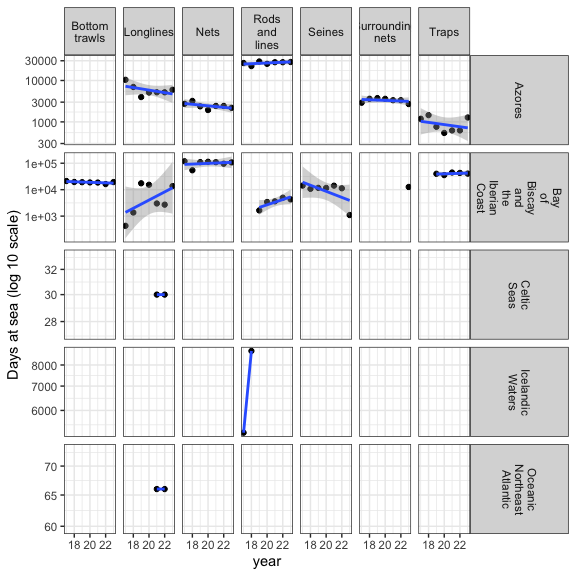 Bottom
trawls
Longlines
Nets
Rods
and
lines
Seines
urroundin
nets
Traps
30000
10000
3000
1000
300
Azores
1e+05
1e+04
1e+03
Bay
of
Biscay
and
the
Iberian
Coast
32
30
28
Celtic
Seas
8000
7000
6000
Icelandic
Waters
70
65
60
Oceanic
Northeast
Atlantic
18 20 22 18 20 22 18 20 22 18 20 22 18 20 22 18 20 22 18 20 22
year
Days at sea (log 10 scale)